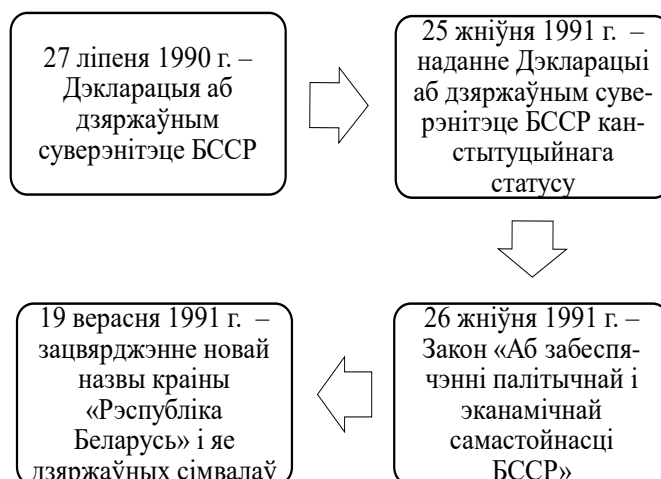 27 ліпеня 1990 г. –
Дэкларацыя аб
дзяржаўным
суверэнітэце БССР
25 жніўня 1991 г. –
наданне Дэкларацыі
аб дзяржаўным суве-
рэнітэце БССР кан-
стытуцыйнага
статусу
26 жніўня 1991 г. –
Закон «Аб забеспя-
чэнні палітычнай і
эканамічнай
самастойнасці
БССР»
19 верасня 1991 г. –
зацвярджэнне новай
назвы краіны
«Рэспубліка
Беларусь» і яе
дзяржаўных сімвалаў